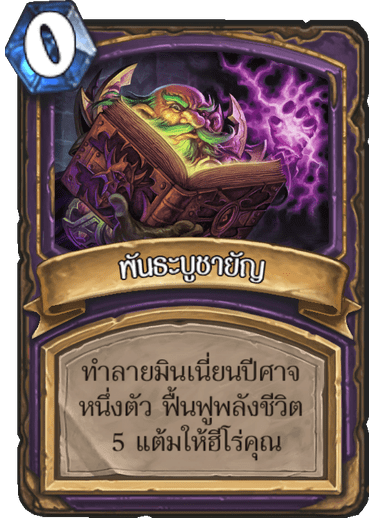 0
พันธะบูชายัญ
ทำลายมินเนี่ยนปีศาจ
หนึ่งตัว ฟื้นฟูพลังชีวิต
5 แต้มให้ฮีโร่คุณ